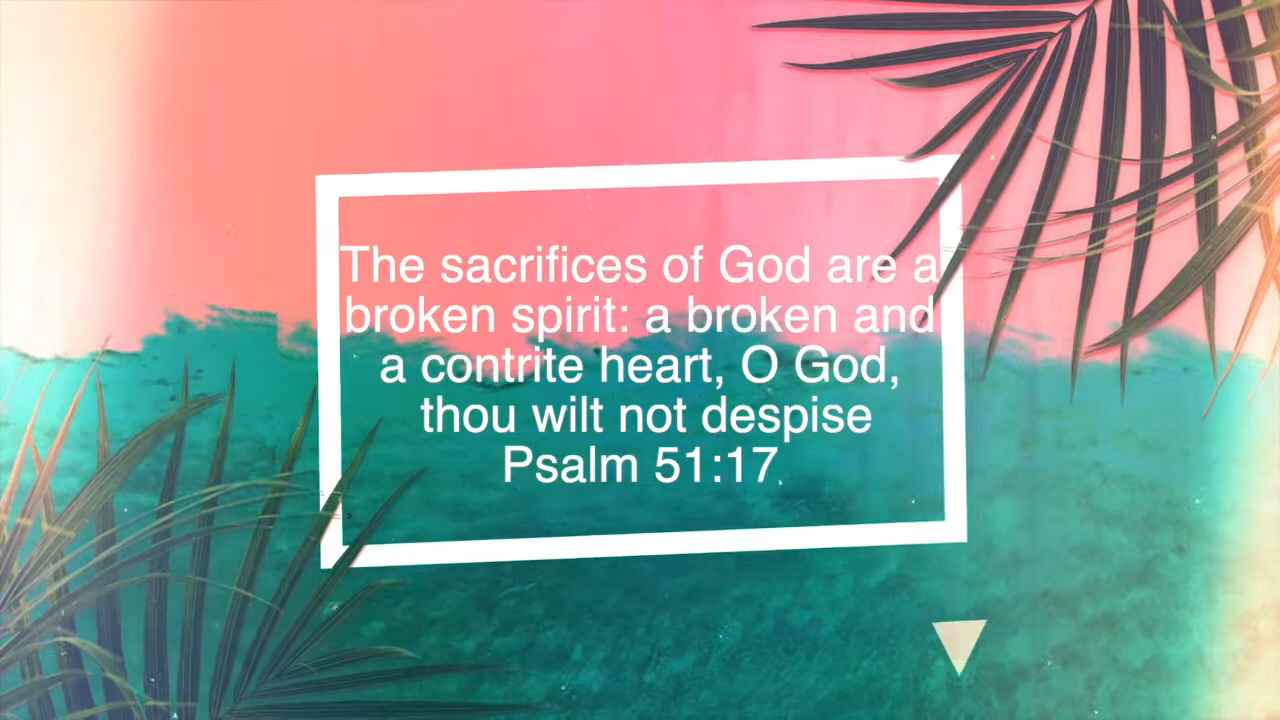 The sacrifices of God are a
broken spirit: a broken and
a contrite heart, O God,
thou wilt not despise
Psalm 51:17